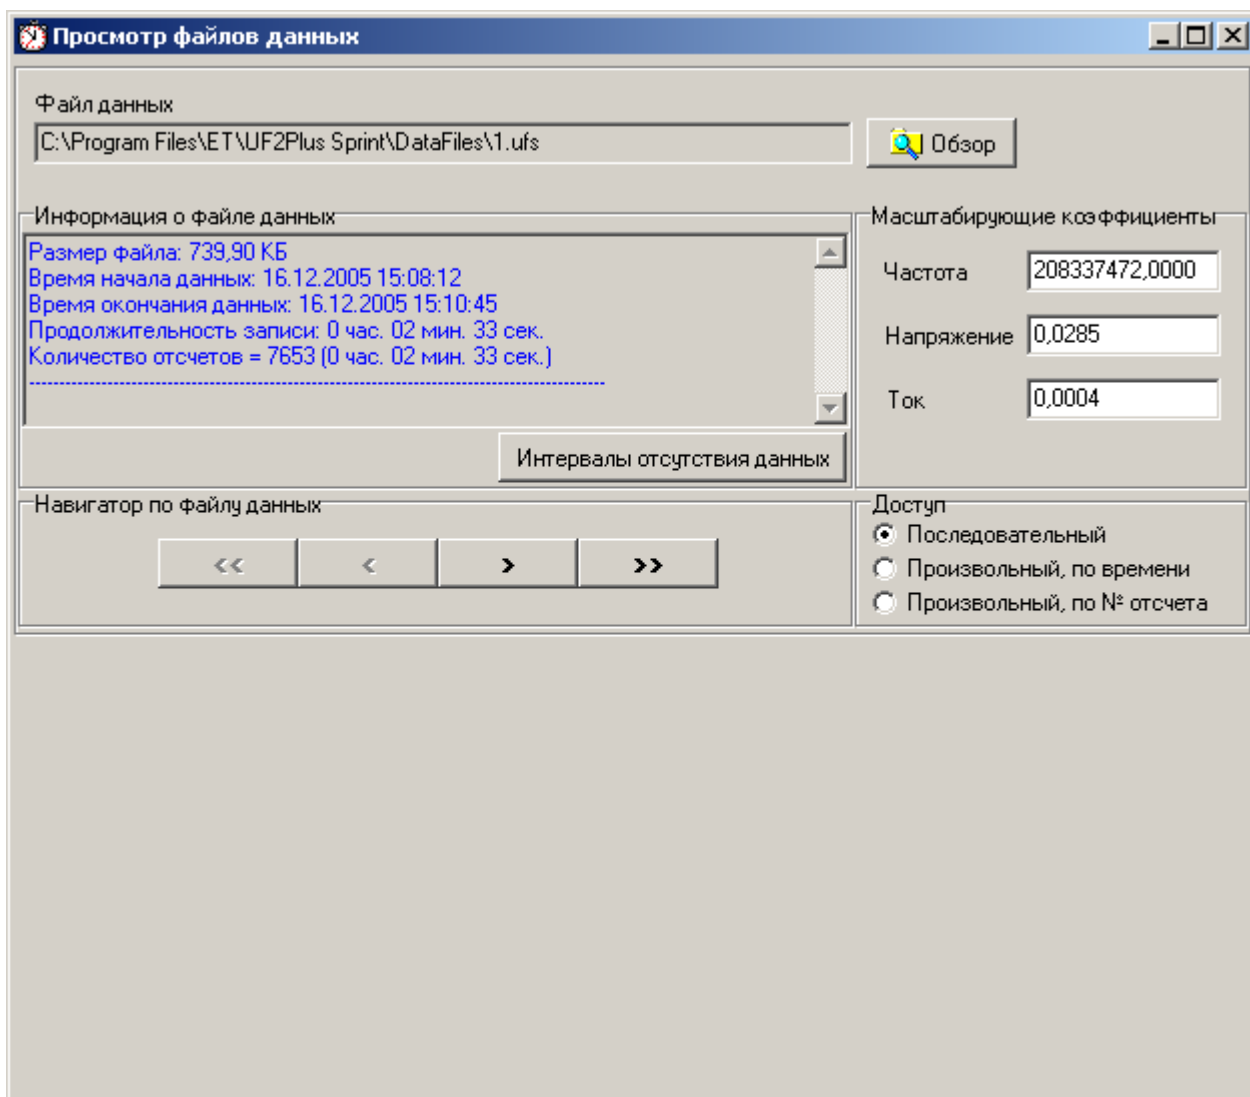 Просмотр файлов данных
Файл данных
C:\Program Files\ET\UF2Plus Sprint\DataFiles\1.ufs
Обзор
Информация о файле данных
Размер файла: 739,90 КБ
Время начала данных: 16.12.2005 15:08:12
Время окончания данных: 16.12.2005 15:10:45
Продолжительность записи: 0 час. 02 мин. 33 сек.
Количество отсчетов = 7653 (0 час. 02 мин. 33 сек.)
------------------------------------------------------------------------------------------------
Интервалы отсутствия данных
Масштабирующие коэффициенты
Частота 208337472,0000
Напряжение 0,0285
Ток 0,0004
Навигатор по файлу данных
<< < > >>
Доступ
Последовательный
Произвольный, по времени
Произвольный, по № отсчета